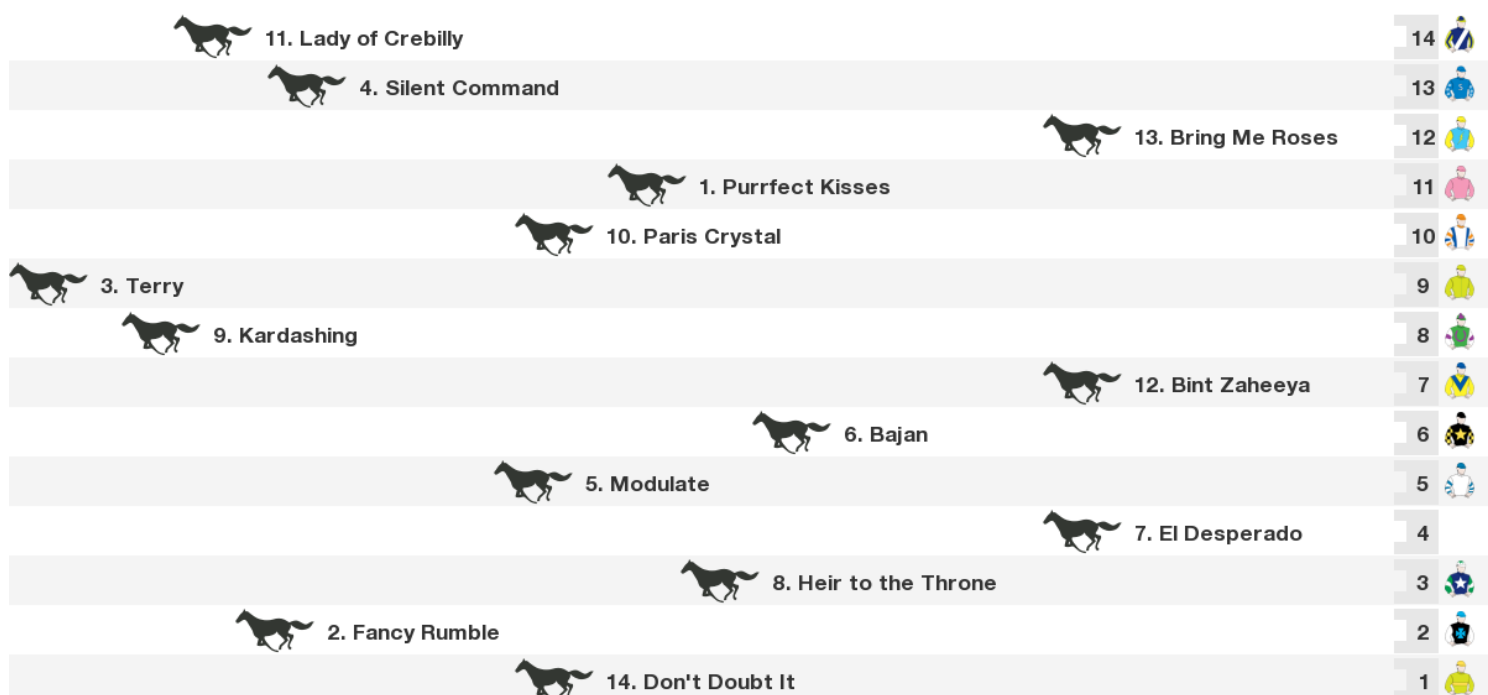 11. Lady of Crebilly 14
4. Silent Command 13
13. Bring Me Roses 12
1. Purrfect Kisses 11
10. Paris Crystal 10
3. Terry 9
9. Kardashing 8
12. Bint Zaheeya 7
6. Bajan 6
5. Modulate 5
7. El Desperado 4
8. Heir to the Throne 3
2. Fancy Rumble 2
14. Don't Doubt It 1